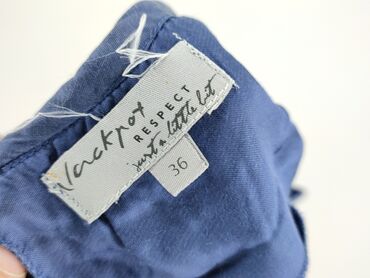 Jackpot
RESPECT
just a little bit
36